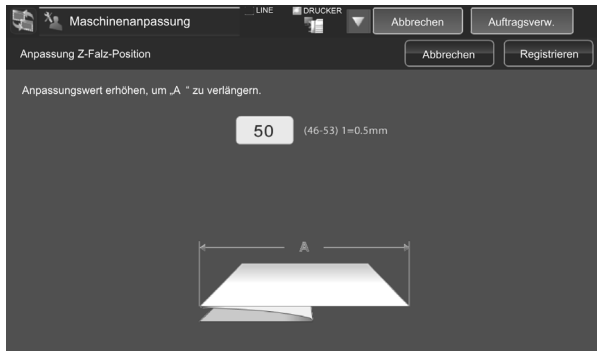 Maschinenanpassung
LINE
DRUCKER
Abbrechen
Auftragsverw.
Anpassung Z-Falz-Position
Abbrechen
Registrieren
Anpassungswert erhöhen, um „A “ zu verlängern.
50 (46-53) 1=0.5mm
A